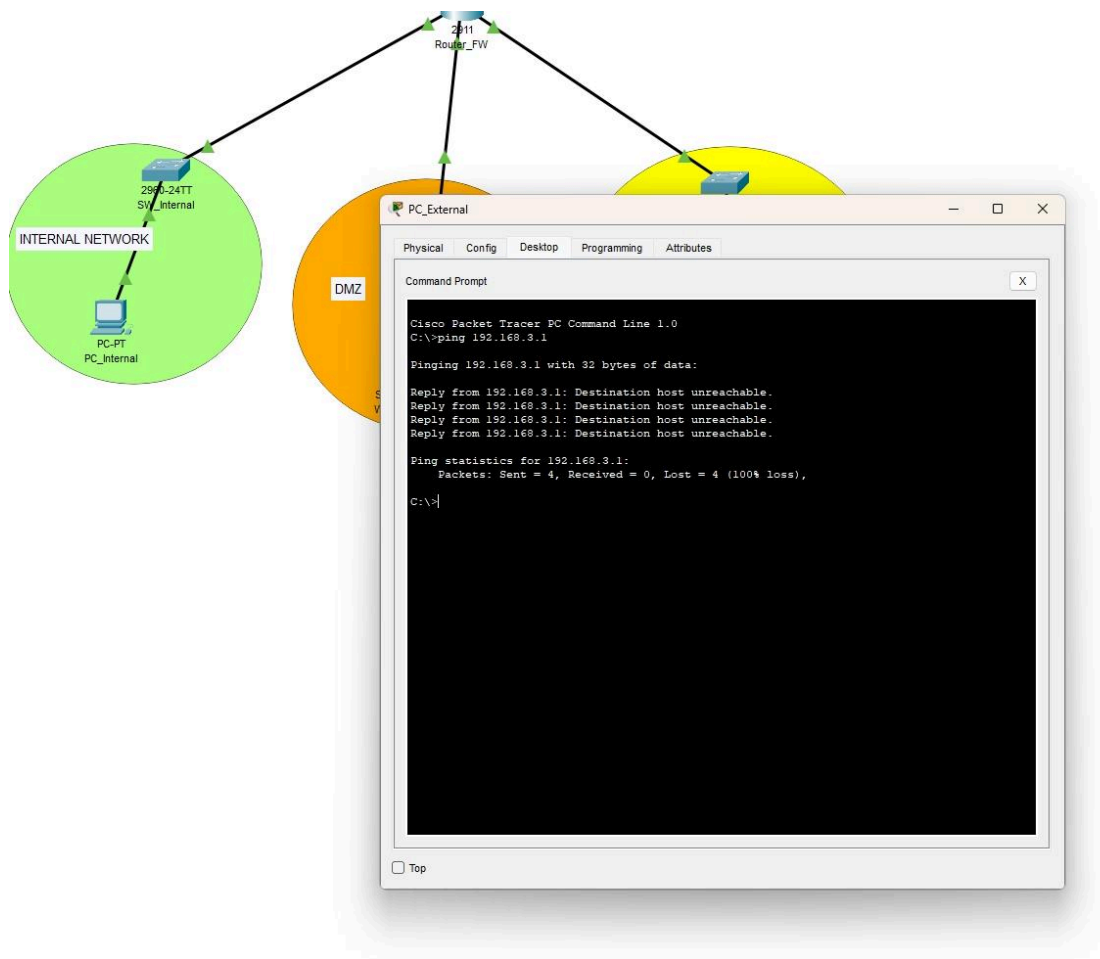 2911
Router_FW
2960-24TT
SW_Internal
INTERNAL NETWORK
PC-PT
PC_Internal
DMZ
PC_External
Physical Config Desktop Programming Attributes
Command Prompt
X
Cisco Packet Tracer PC Command Line 1.0
C:\>ping 192.168.3.1
Pinging 192.168.3.1 with 32 bytes of data:
Reply from 192.168.3.1: Destination host unreachable.
Reply from 192.168.3.1: Destination host unreachable.
Reply from 192.168.3.1: Destination host unreachable.
Reply from 192.168.3.1: Destination host unreachable.
Ping statistics for 192.168.3.1:
Packets: Sent = 4, Received = 0, Lost = 4 (100% loss),
C:\>
Top